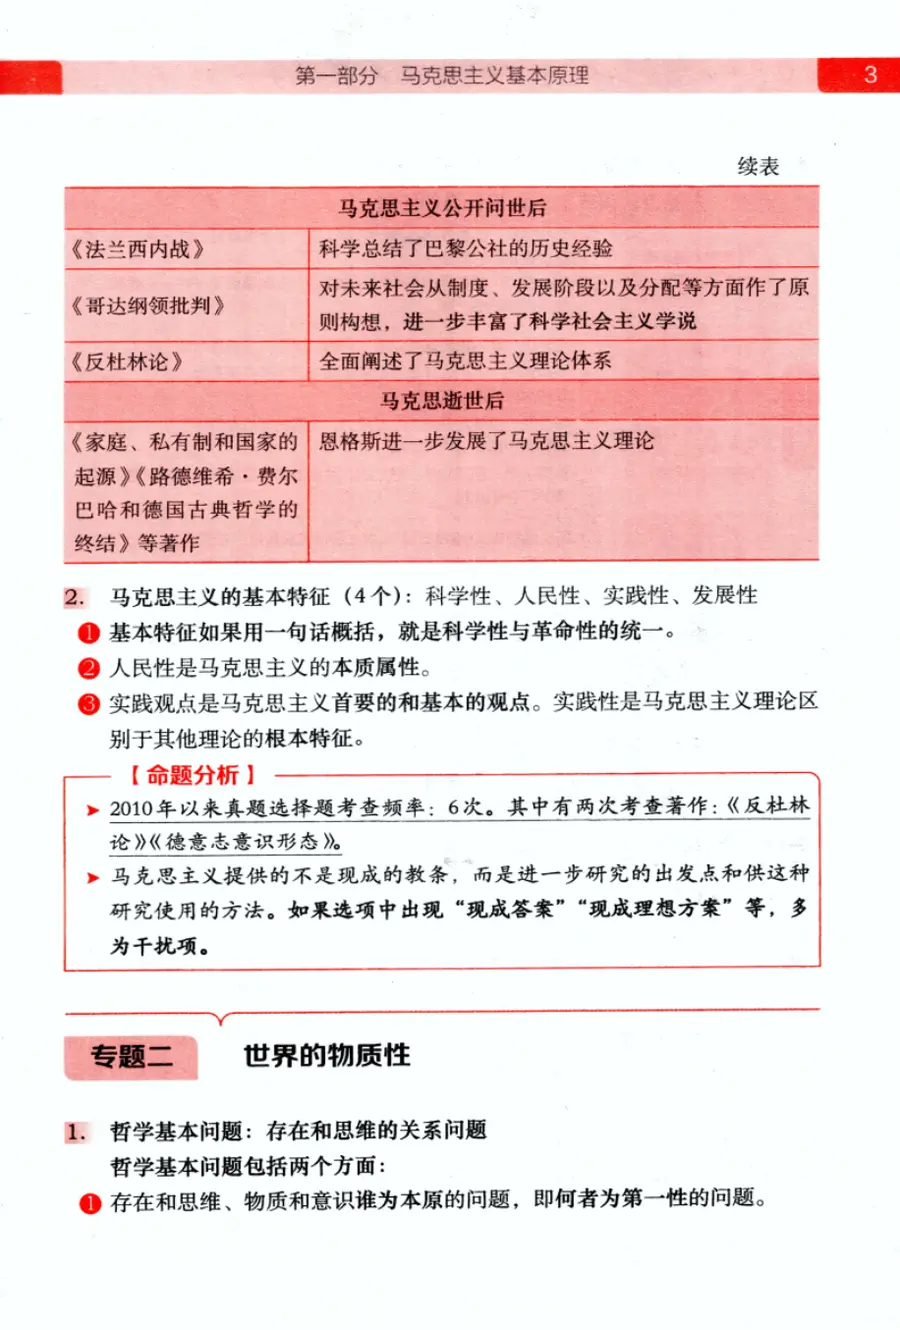 第一部分 马克思主义基本原理 3
续表
马克思主义公开问世后
《法兰西内战》 科学总结了巴黎公社的历史经验
《哥达纲领批判》 对未来社会从制度、发展阶段以及分配等方面作了原
则构想，进一步丰富了科学社会主义学说
《反杜林论》 全面阐述了马克思主义理论体系
马克思逝世后
《家庭、私有制和国家的 恩格斯进一步发展了马克思主义理论
起源》《路德维希·费尔
巴哈和德国古典哲学的
终结》等著作
2. 马克思主义的基本特征（4个）：科学性、人民性、实践性、发展性
❶ 基本特征如果用一句话概括，就是科学性与革命性的统一。
❷ 人民性是马克思主义的本质属性。
❸ 实践观点是马克思主义首要的和基本的观点。实践性是马克思主义理论区
别于其他理论的根本特征。
【命题分析】
➤ 2010年以来真题选择题考查频率：6次。其中有两次考查著作：《反杜林
论》《德意志意识形态》。
➤ 马克思主义提供的不是现成的教条，而是进一步研究的出发点和供这种
研究使用的方法。如果选项中出现“现成答案”“现成理想方案”等，多
为干扰项。
专题二 世界的物质性
1. 哲学基本问题：存在和思维的关系问题
哲学基本问题包括两个方面：
❶ 存在和思维、物质和意识谁为本原的问题，即何者为第一性的问题。